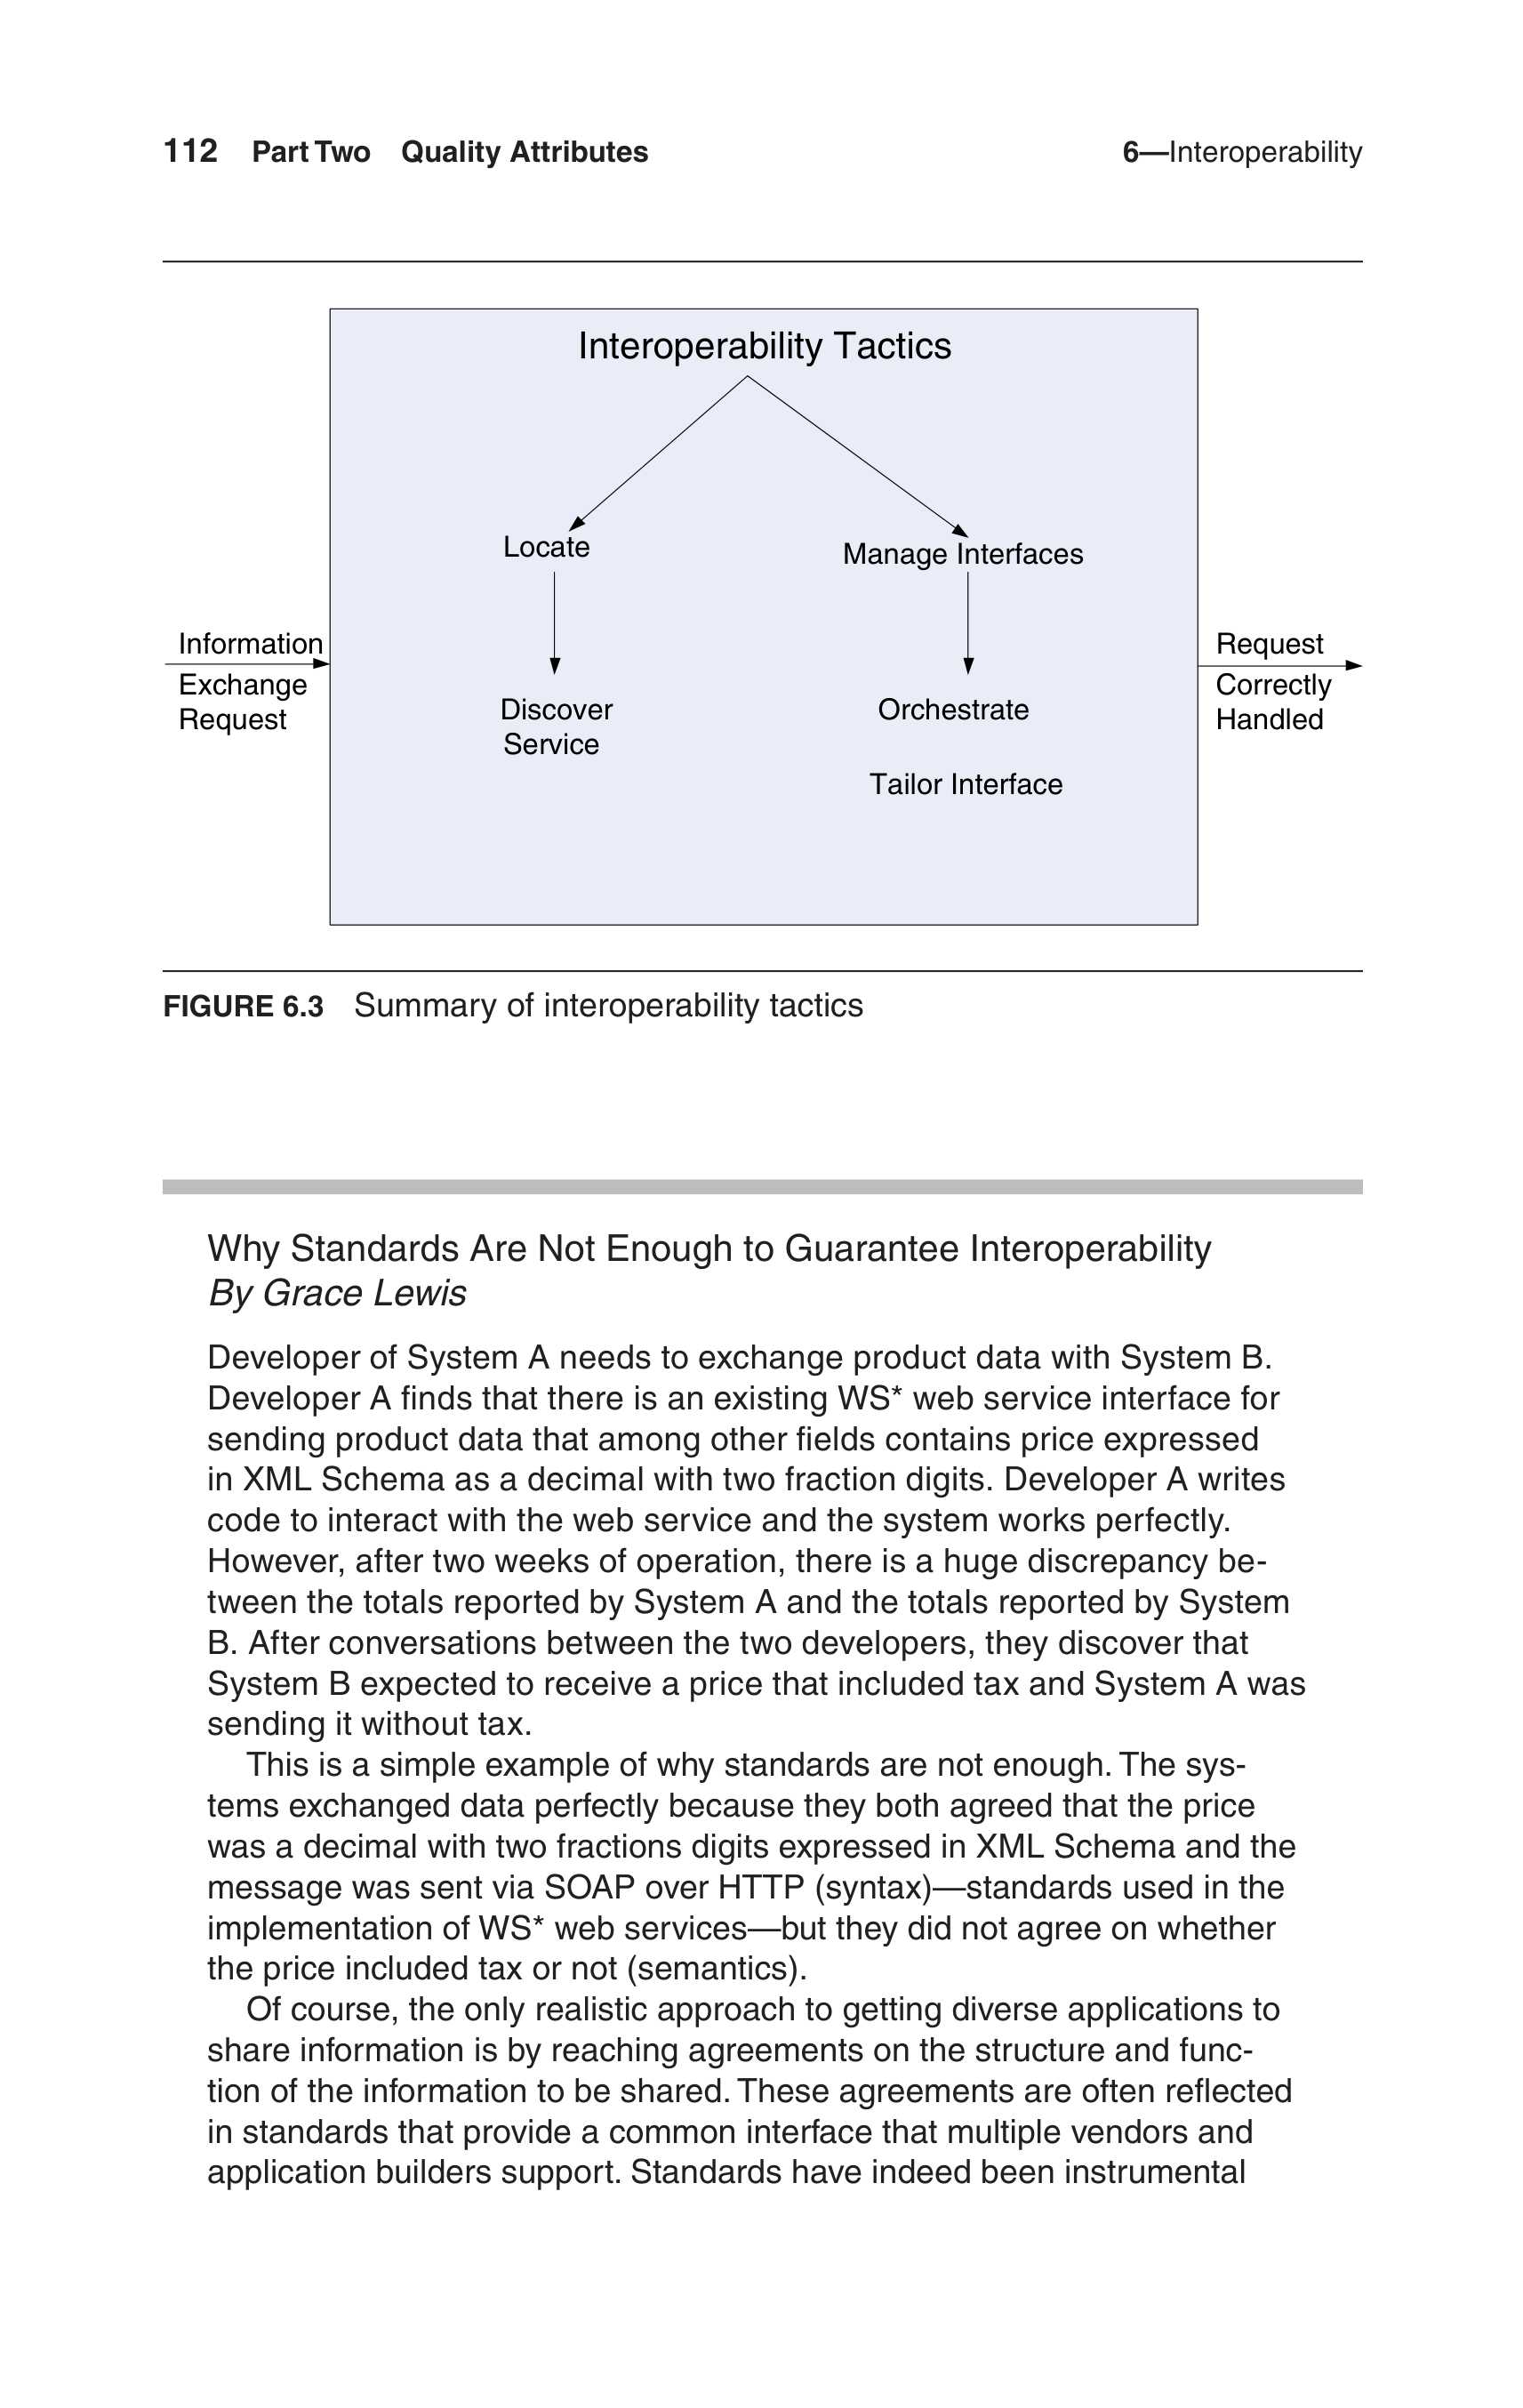 112 Part Two Quality Attributes 6—Interoperability
Interoperability Tactics
Locate
Manage Interfaces
Information
Exchange
Request
Discover
Service
Orchestrate
Tailor Interface
Request
Correctly
Handled
FIGURE 6.3 Summary of interoperability tactics
Why Standards Are Not Enough to Guarantee Interoperability
By Grace Lewis
Developer of System A needs to exchange product data with System B.
Developer A finds that there is an existing WS* web service interface for
sending product data that among other fields contains price expressed
in XML Schema as a decimal with two fraction digits. Developer A writes
code to interact with the web service and the system works perfectly.
However, after two weeks of operation, there is a huge discrepancy be-
tween the totals reported by System A and the totals reported by System
B. After conversations between the two developers, they discover that
System B expected to receive a price that included tax and System A was
sending it without tax.
This is a simple example of why standards are not enough. The sys-
tems exchanged data perfectly because they both agreed that the price
was a decimal with two fractions digits expressed in XML Schema and the
message was sent via SOAP over HTTP (syntax)—standards used in the
implementation of WS* web services—but they did not agree on whether
the price included tax or not (semantics).
Of course, the only realistic approach to getting diverse applications to
share information is by reaching agreements on the structure and func-
tion of the information to be shared. These agreements are often reflected
in standards that provide a common interface that multiple vendors and
application builders support. Standards have indeed been instrumental